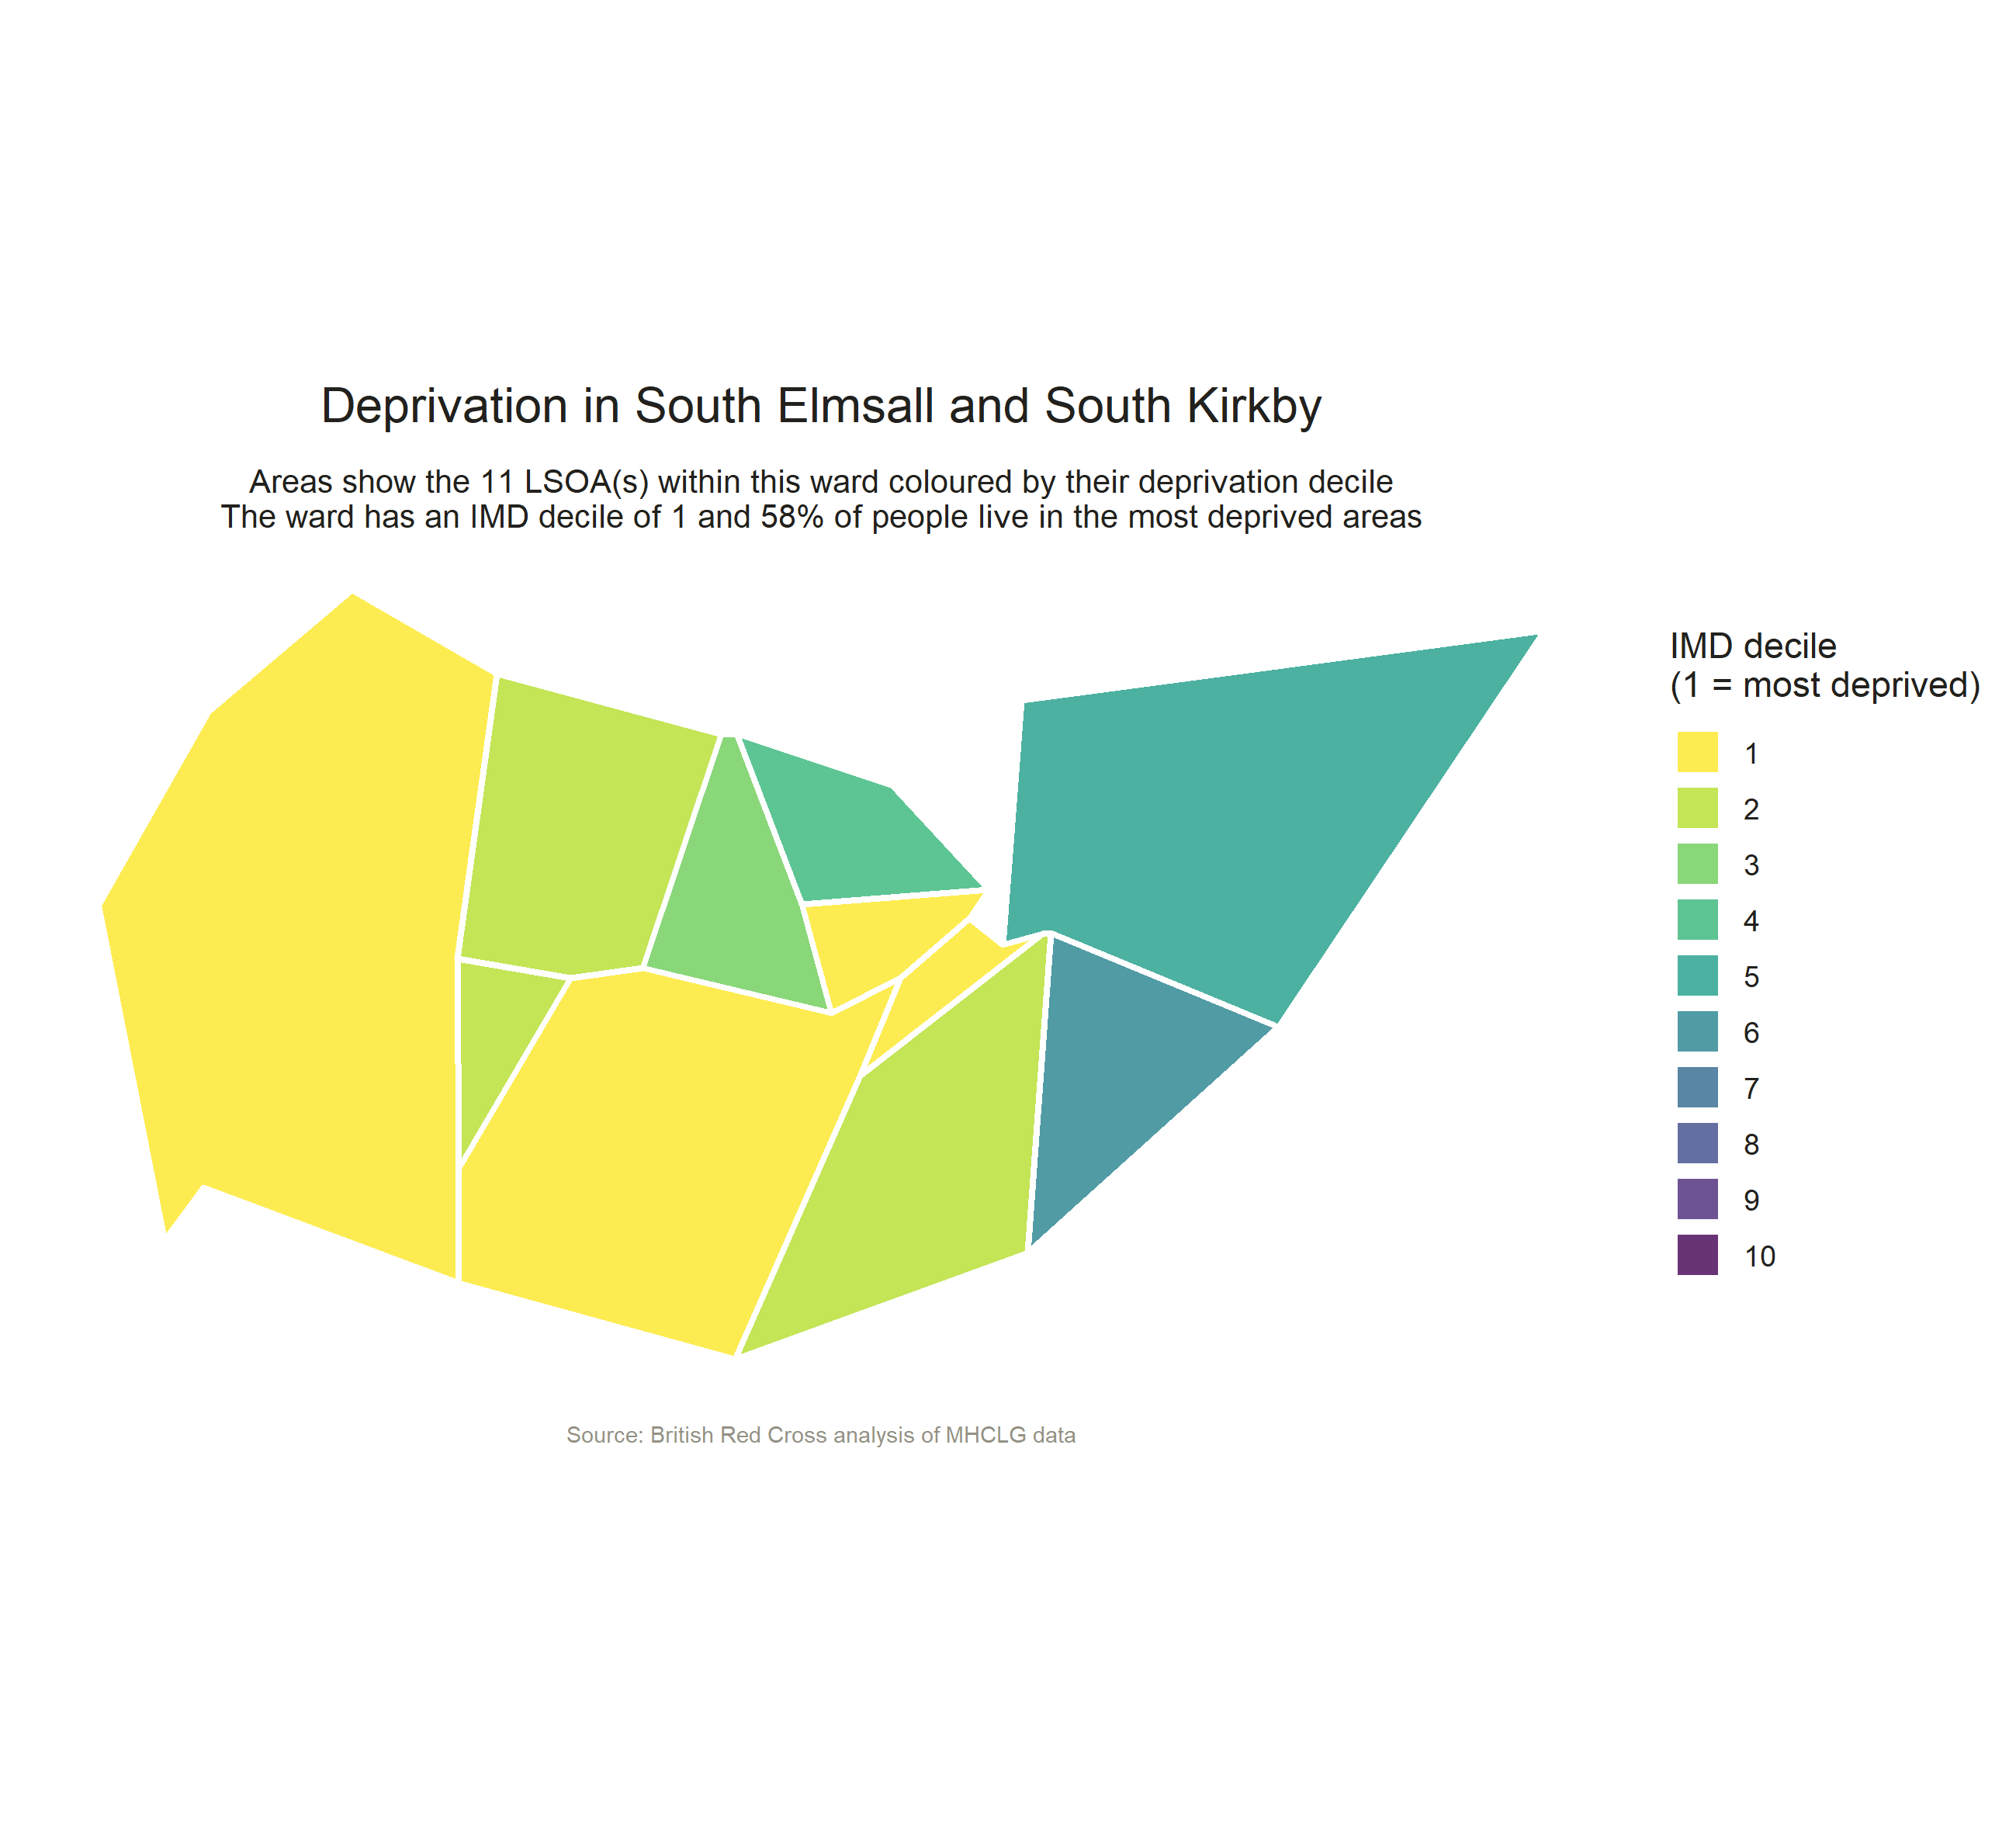 Deprivation in South Elmsall and South Kirkby
Areas show the 11 LSOA(s) within this ward coloured by their deprivation decile
The ward has an IMD decile of 1 and 58% of people live in the most deprived areas
IMD decile
(1 = most deprived)
1
2
3
4
5
6
7
8
9
10
Source: British Red Cross analysis of MHCLG data